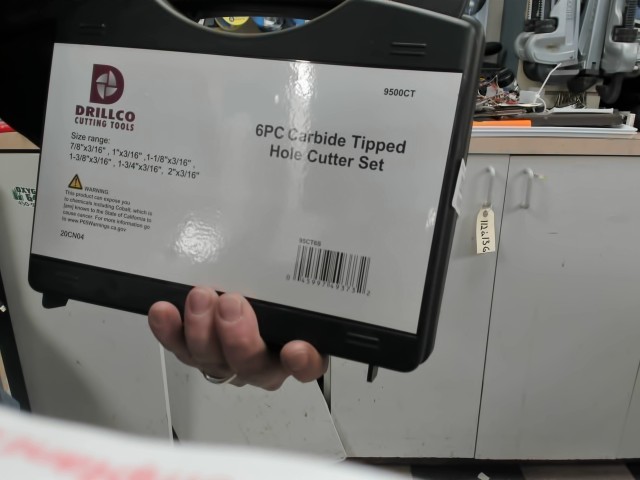 9500CT
D
DRILLCO
CUTTING TOOLS
6PC Carbide Tipped
Hole Cutter Set
Size range:
7/8"x3/16" , 1"x3/16" ,1-1/8"x3/16" ,
1-3/8"x3/16" , 1-3/4"x3/16", 2"x3/16"
WARNING:
This product can expose you
to chemicals including Cobalt, which is
known to the State of California to
cause cancer. For more information go
to www.P65Warnings.ca.gov
20CN04